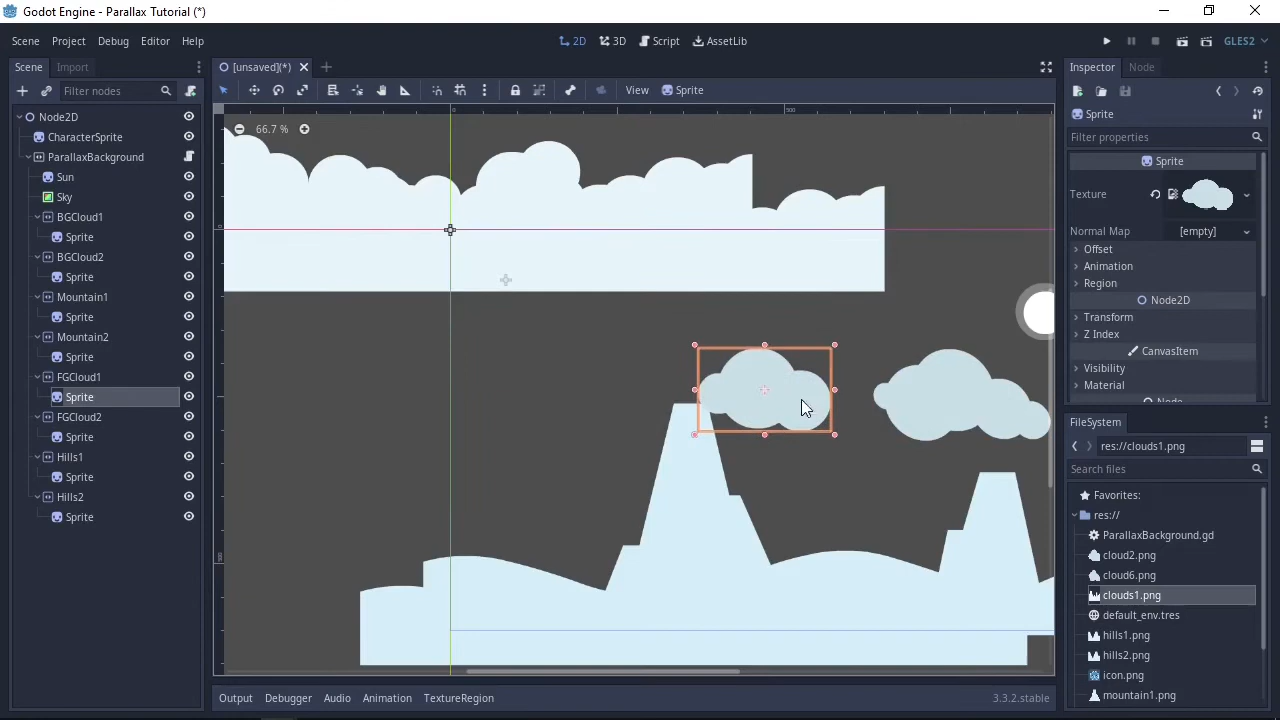 Godot Engine - Parallax Tutorial (*)
Scene Project Debug Editor Help
2D 3D Script AssetLib
GLES2
Scene Import
[unsaved](*)
Inspector Node
Filter nodes
View Sprite
Node2D
CharacterSprite
ParallaxBackground
Sun
Sky
BGCloud1
Sprite
BGCloud2
Sprite
Mountain1
Sprite
Mountain2
Sprite
FGCloud1
Sprite
FGCloud2
Sprite
Hills1
Sprite
Hills2
Sprite
0 500
66.7 %
0
500
Sprite
Filter properties
Sprite
Texture
Normal Map [empty]
Offset
Animation
Region
Node2D
Transform
Z Index
CanvasItem
Visibility
Material
Node
FileSystem
res://clouds1.png
Search files
Favorites:
res://
ParallaxBackground.gd
cloud2.png
cloud6.png
clouds1.png
default_env.tres
hills1.png
hills2.png
icon.png
mountain1.png
Output Debugger Audio Animation TextureRegion
3.3.2.stable